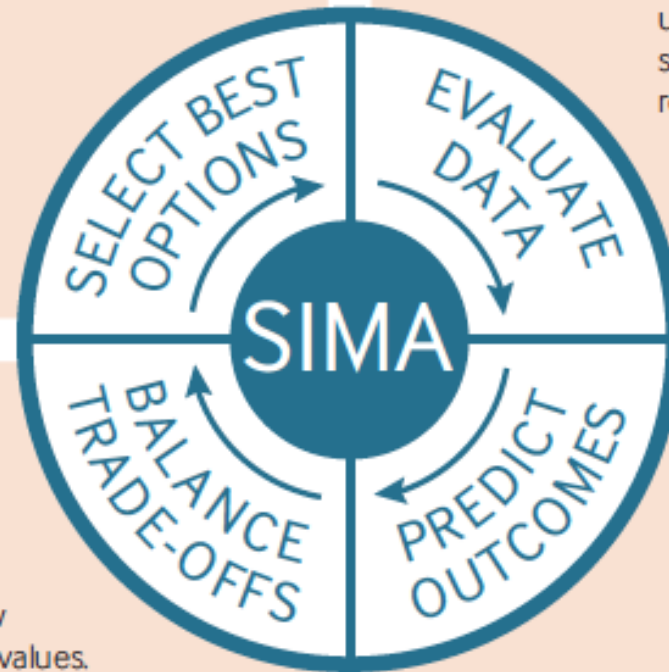 SELECT BEST
OPTIONS
EVALUATE
DATA
SIMA
BALANCE
TRADE-OFFS
PREDICT
OUTCOMES
values.